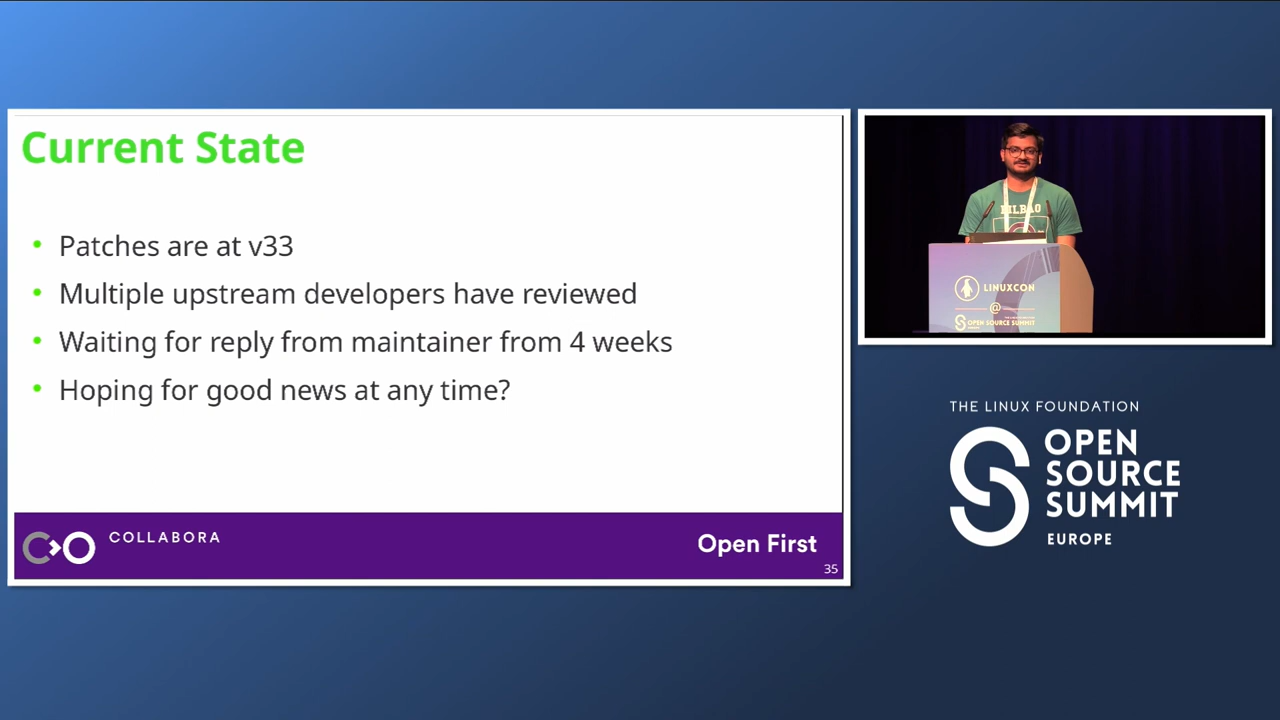 Current State
• Patches are at v33
• Multiple upstream developers have reviewed
• Waiting for reply from maintainer from 4 weeks
• Hoping for good news at any time?
COLLABORA
Open First
35
BILBAO
LINUXCON
@
OPEN SOURCE SUMMIT
THE LINUX FOUNDATION
OPEN
SOURCE
SUMMIT
EUROPE